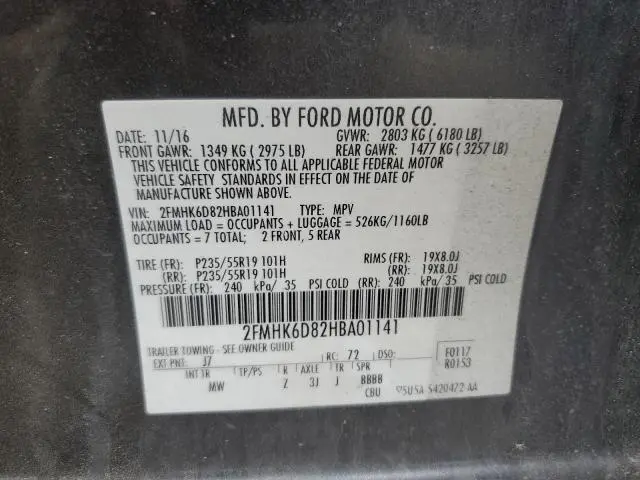 MFD. BY FORD MOTOR CO.
DATE: 11/16 GVWR: 2803 KG ( 6180 LB)
FRONT GAWR: 1349 KG ( 2975 LB) REAR GAWR: 1477 KG ( 3257 LB)
THIS VEHICLE CONFORMS TO ALL APPLICABLE FEDERAL MOTOR
VEHICLE SAFETY STANDARDS IN EFFECT ON THE DATE OF
MANUFACTURE SHOWN ABOVE.
VIN: 2FMHK6D82HBA01141 TYPE: MPV
MAXIMUM LOAD = OCCUPANTS + LUGGAGE = 526KG/1160LB
OCCUPANTS = 7 TOTAL; 2 FRONT, 5 REAR
TIRE (FR): P235/55R19 101H RIMS (FR): 19X8.0J
(RR): P235/55R19 101H (RR): 19X8.0J
PRESSURE (FR): 240 kPa/ 35 PSI COLD (RR): 240 kPa/ 35 PSI COLD
2FMHK6D82HBA01141
TRAILER TOWING - SEE OWNER GUIDE
EXT PNT: J7 RC: 72 DSO: F0117
R0153
INT TR TP/PS R AXLE TR SPR
MW Z 3J J BBBB
CBU 5U5A 5420472 AA